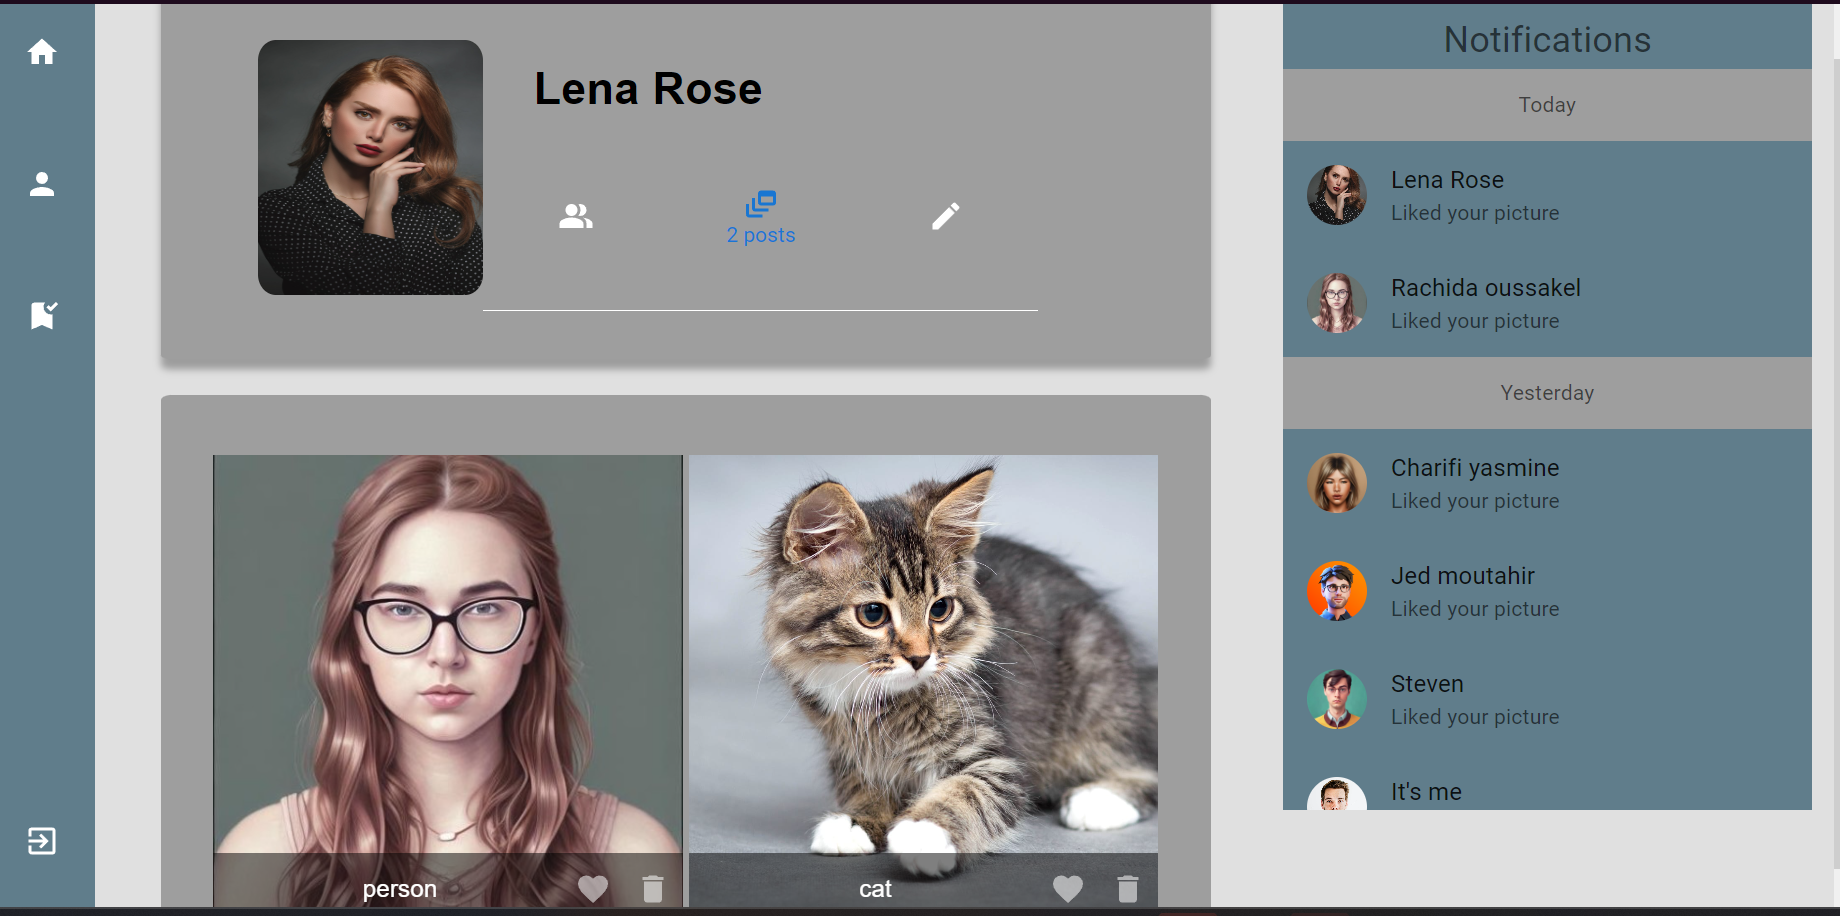 Lena Rose
2 posts
person
cat
Notifications
Today
Lena Rose
Liked your picture
Rachida oussakel
Liked your picture
Yesterday
Charifi yasmine
Liked your picture
Jed moutahir
Liked your picture
Steven
Liked your picture
It's me